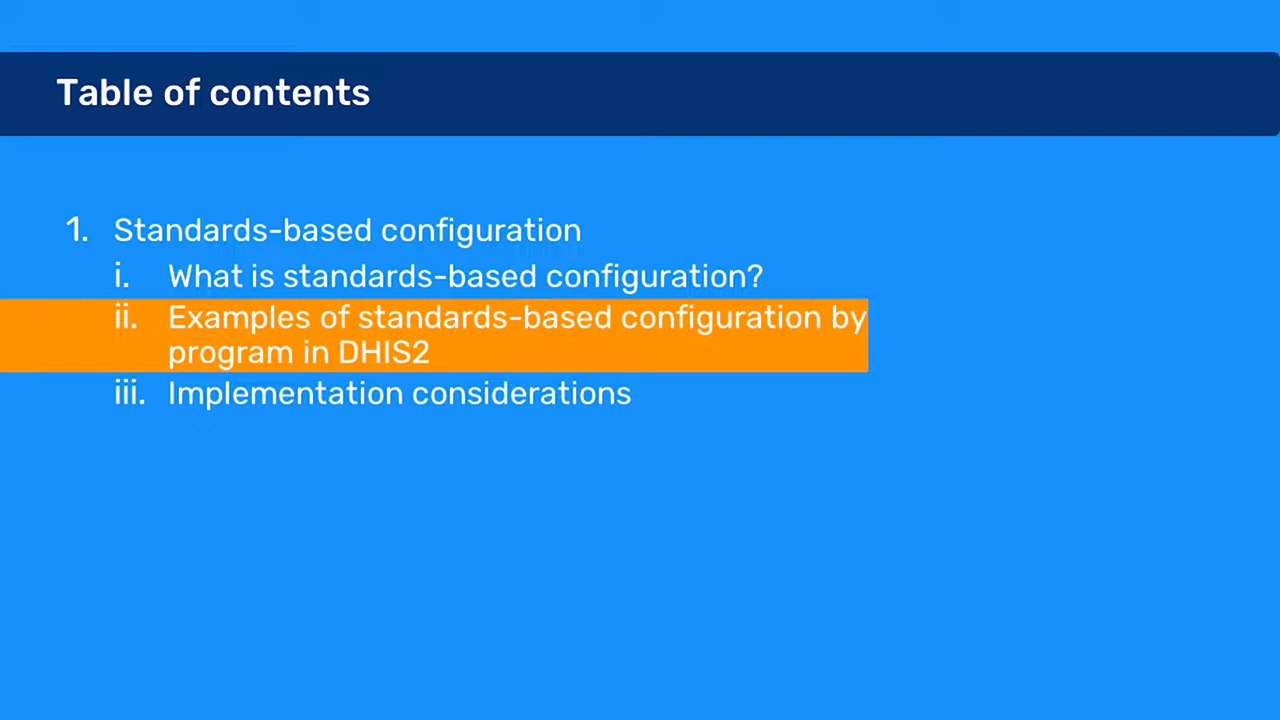 Table of contents
1. Standards-based configuration
i. What is standards-based configuration?
ii. Examples of standards-based configuration by
program in DHIS2
iii. Implementation considerations